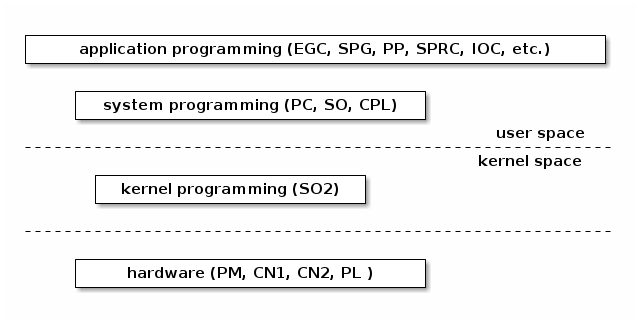 application programming (EGC, SPG, PP, SPRC, IOC, etc.)
system programming (PC, SO, CPL)
user space
kernel space
kernel programming (SO2)
hardware (PM, CN1, CN2, PL )